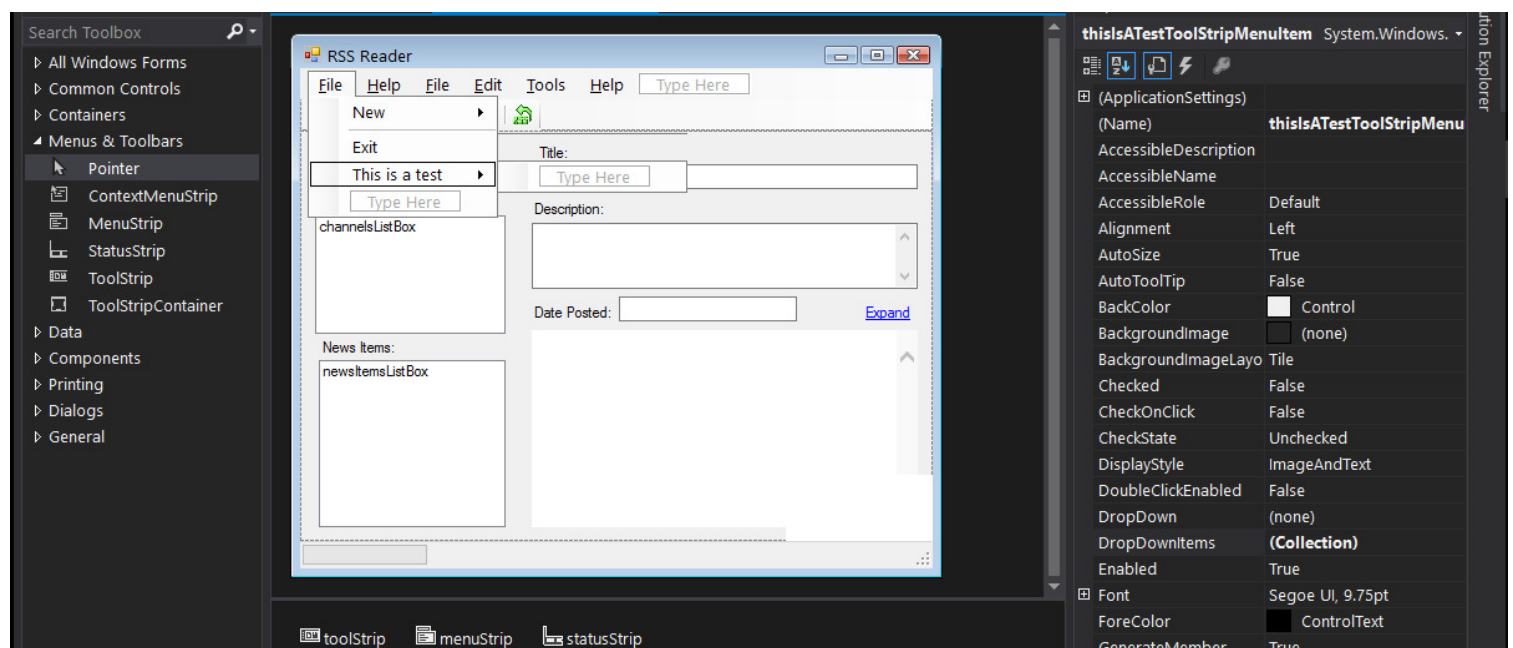 Search Toolbox
All Windows Forms
Common Controls
Containers
Menus & Toolbars
Pointer
ContextMenuStrip
MenuStrip
StatusStrip
ToolStrip
ToolStripContainer
Data
Components
Printing
Dialogs
General
RSS Reader
File Help File Edit Tools Help Type Here
New
Exit
This is a test
Type Here
Type Here
Title:
Description:
channelsListBox
Date Posted:
Expand
News Items:
newsItemsListBox
toolStrip menuStrip statusStrip
thisIsATestToolStripMenuItem System.Windows.
(ApplicationSettings)
(Name) thisIsATestToolStripMenu
AccessibleDescription
AccessibleName
AccessibleRole Default
Alignment Left
AutoSize True
AutoToolTip False
BackColor Control
BackgroundImage (none)
BackgroundImageLayo Tile
Checked False
CheckOnClick False
CheckState Unchecked
DisplayStyle ImageAndText
DoubleClickEnabled False
DropDown (none)
DropDownItems (Collection)
Enabled True
Font Segoe UI, 9.75pt
ForeColor ControlText
GenerateMember True
ution Explorer